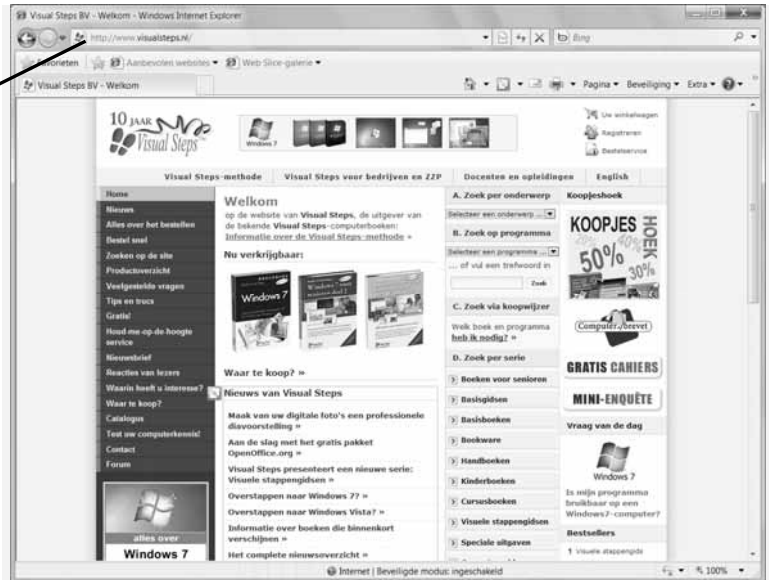 Visual Steps BV - Welkom - Windows Internet Explorer
http://www.visualsteps.nl/
Bing
Favorieten
Aanbevolen websites
Web Slice-galerie
Visual Steps BV - Welkom
Pagina
Beveiliging
Extra
10 JAAR
Visual Steps
Windows 7
Uw winkelwagen
Registreren
Bestelservice
Visual Steps-methode
Visual Steps voor bedrijven en ZZP
Docenten en opleidingen
English
Home
Nieuws
Alles over het bestellen
Bestel snel
Zoeken op de site
Productoverzicht
Veelgestelde vragen
Tips en trucs
Gratis!
Houd me op de hoogte
service
Nieuwsbrief
Reacties van lezers
Waarin heeft u interesse?
Waar te koop?
Catalogus
Test uw computerkennis!
Contact
Forum
alles over
Windows 7
Welkom
op de website van Visual Steps, de uitgever van
de bekende Visual Steps-computerboeken:
Informatie over de Visual Steps-methode »
Nu verkrijgbaar:
Windows 7
Waar te koop? »
Nieuws van Visual Steps
Maak van uw digitale foto's een professionele
diavoorstelling »
Aan de slag met het gratis pakket
OpenOffice.org »
Visual Steps presenteert een nieuwe serie:
Visuele stappengidsen »
Overstappen naar Windows 7? »
Overstappen naar Windows Vista? »
Informatie over boeken die binnenkort
verschijnen »
Het complete nieuwsoverzicht »
A. Zoek per onderwerp
Selecteer een onderwerp ...
B. Zoek op programma
Selecteer een programma ...
... of vul een trefwoord in
Zoek
C. Zoek via koopwijzer
Welk boek en programma
heb ik nodig? »
D. Zoek per serie
Boeken voor senioren
Basisgidsen
Basisboeken
Bookware
Handboeken
Kinderboeken
Cursusboeken
Visuele stappengidsen
Speciale uitgaven
Koopjeshoek
KOOPJES HOEK
20% 40%
50% 30%
Computerbrevet
GRATIS CAHIERS
MINI-ENQUÊTE
Vraag van de dag
Windows 7
Is mijn programma
bruikbaar op een
Windows7-computer?
Bestsellers
1 Visuele stappengids
Internet | Beveiligde modus: ingeschakeld
100%